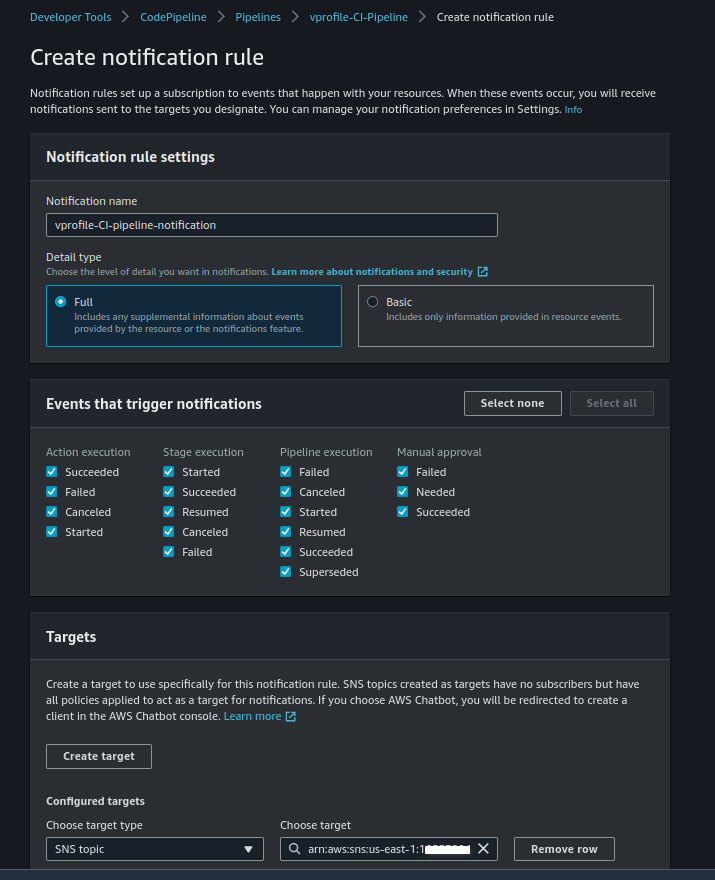 Developer Tools > CodePipeline > Pipelines > vprofile-CI-Pipeline > Create notification rule
Create notification rule
Notification rules set up a subscription to events that happen with your resources. When these events occur, you will receive
notifications sent to the targets you designate. You can manage your notification preferences in Settings. Info
Notification rule settings
Notification name
vprofile-CI-pipeline-notification
Detail type
Choose the level of detail you want in notifications. Learn more about notifications and security
Full
Includes any supplemental information about events
provided by the resource or the notifications feature.
Basic
Includes only information provided in resource events.
Events that trigger notifications
Select none
Select all
Action execution
Succeeded
Failed
Canceled
Started
Stage execution
Started
Succeeded
Resumed
Canceled
Failed
Pipeline execution
Failed
Canceled
Started
Resumed
Succeeded
Superseded
Manual approval
Failed
Needed
Succeeded
Targets
Create a target to use specifically for this notification rule. SNS topics created as targets have no subscribers but have
all policies applied to act as a target for notifications. If you choose AWS Chatbot, you will be redirected to create a
client in the AWS Chatbot console. Learn more
Create target
Configured targets
Choose target type
SNS topic
Choose target
arn:aws:sns:us-east-1:1
Remove row